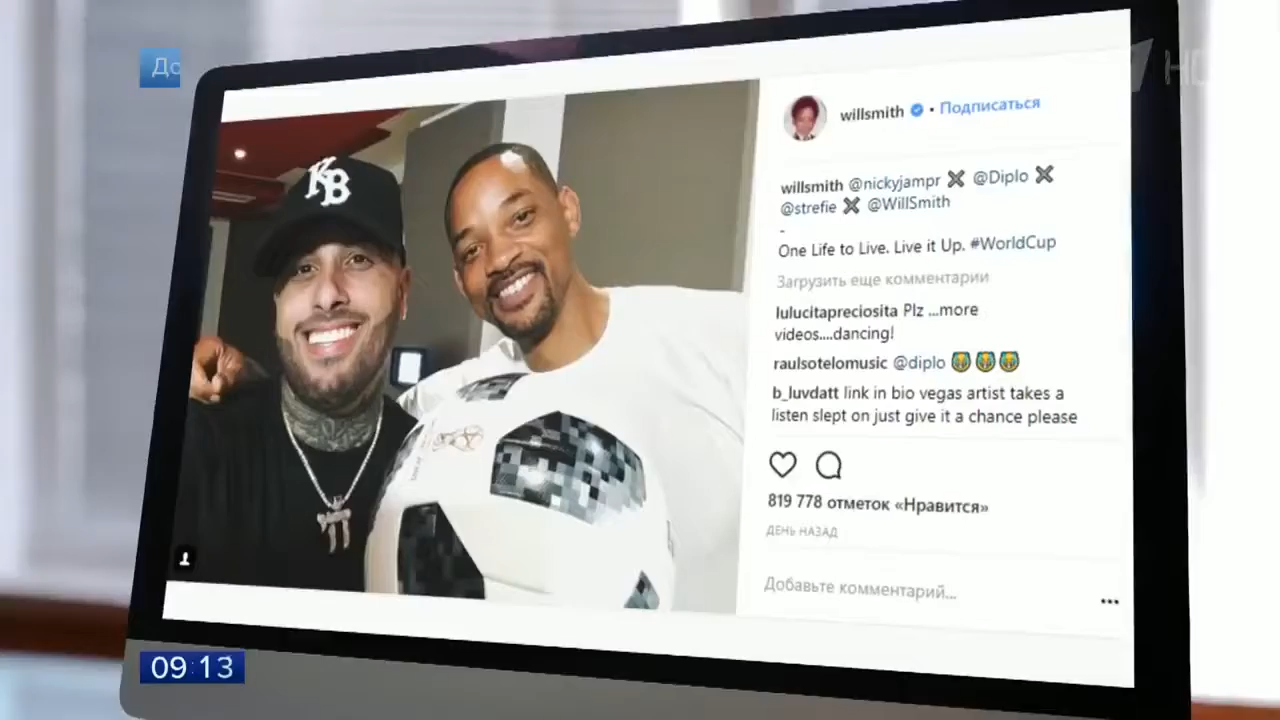 До
НО
KB
willsmith • Подписаться
willsmith @nickyjampr ✖ @Diplo ✖
@strefie ✖ @WillSmith
-
One Life to Live. Live it Up. #WorldCup
Загрузить еще комментарии
lulucitapreciosita Plz ...more
videos....dancing!
raulsotelomusic @diplo
b_luvdatt link in bio vegas artist takes a
listen slept on just give it a chance please
819 778 отметок «Нравится»
ДЕНЬ НАЗАД
Добавьте комментарий...
09:13